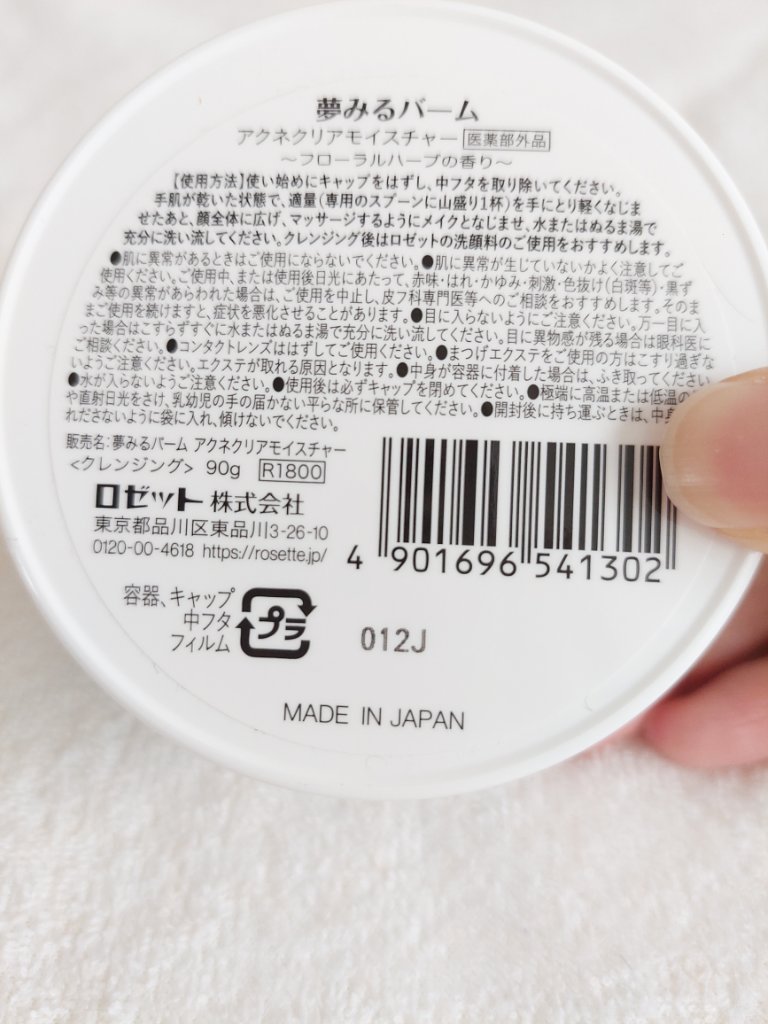 夢みるバーム
アクネクリアモイスチャー 医薬部外品
～フローラルハーブの香り～
【使用方法】使い始めにキャップをはずし、中フタを取り除いてください。
手肌が乾いた状態で、適量(専用のスプーンに山盛り1杯)を手にとり軽くなじま
せたあと、顔全体に広げ、マッサージするようにメイクとなじませ、水またはぬるま湯で
充分に洗い流してください。クレンジング後はロゼットの洗顔料のご使用をおすすめします。
●肌に異常があるときはご使用にならないでください。●肌に異常が生じていないかよく注意してご
使用ください。ご使用中、または使用後日光にあたって、赤味・はれ・かゆみ・刺激・色抜け(白斑等)・黒ず
み等の異常があらわれた場合は、ご使用を中止し、皮フ科専門医等へのご相談をおすすめします。そのま
まご使用を続けますと、症状を悪化させることがあります。●目に入らないようにご注意ください。万一目に入
った場合はこすらずすぐに水またはぬるま湯で充分に洗い流してください。目に異物感が残る場合は眼科医に
ご相談ください。●コンタクトレンズははずしてご使用ください。●まつげエクステをご使用の方はこすり過ぎな
いようご注意ください。エクステが取れる原因となります。●中身が容器に付着した場合は、ふき取ってください
●水が入らないようご注意ください。●使用後は必ずキャップを閉めてください。●極端に高温または低温の
や直射日光をさけ、乳幼児の手の届かない平らな所に保管してください。●開封後に持ち運ぶときは、中身
れださないように袋に入れ、傾けないでください。
販売名:夢みるバーム アクネクリアモイスチャー
<クレンジング> 90g R1800
ロゼット 株式会社
東京都品川区東品川3-26-10
0120-00-4618 https://rosette.jp/
4 901696 541302
容器、キャップ
中フタ
フィルム
プラ
012J
MADE IN JAPAN